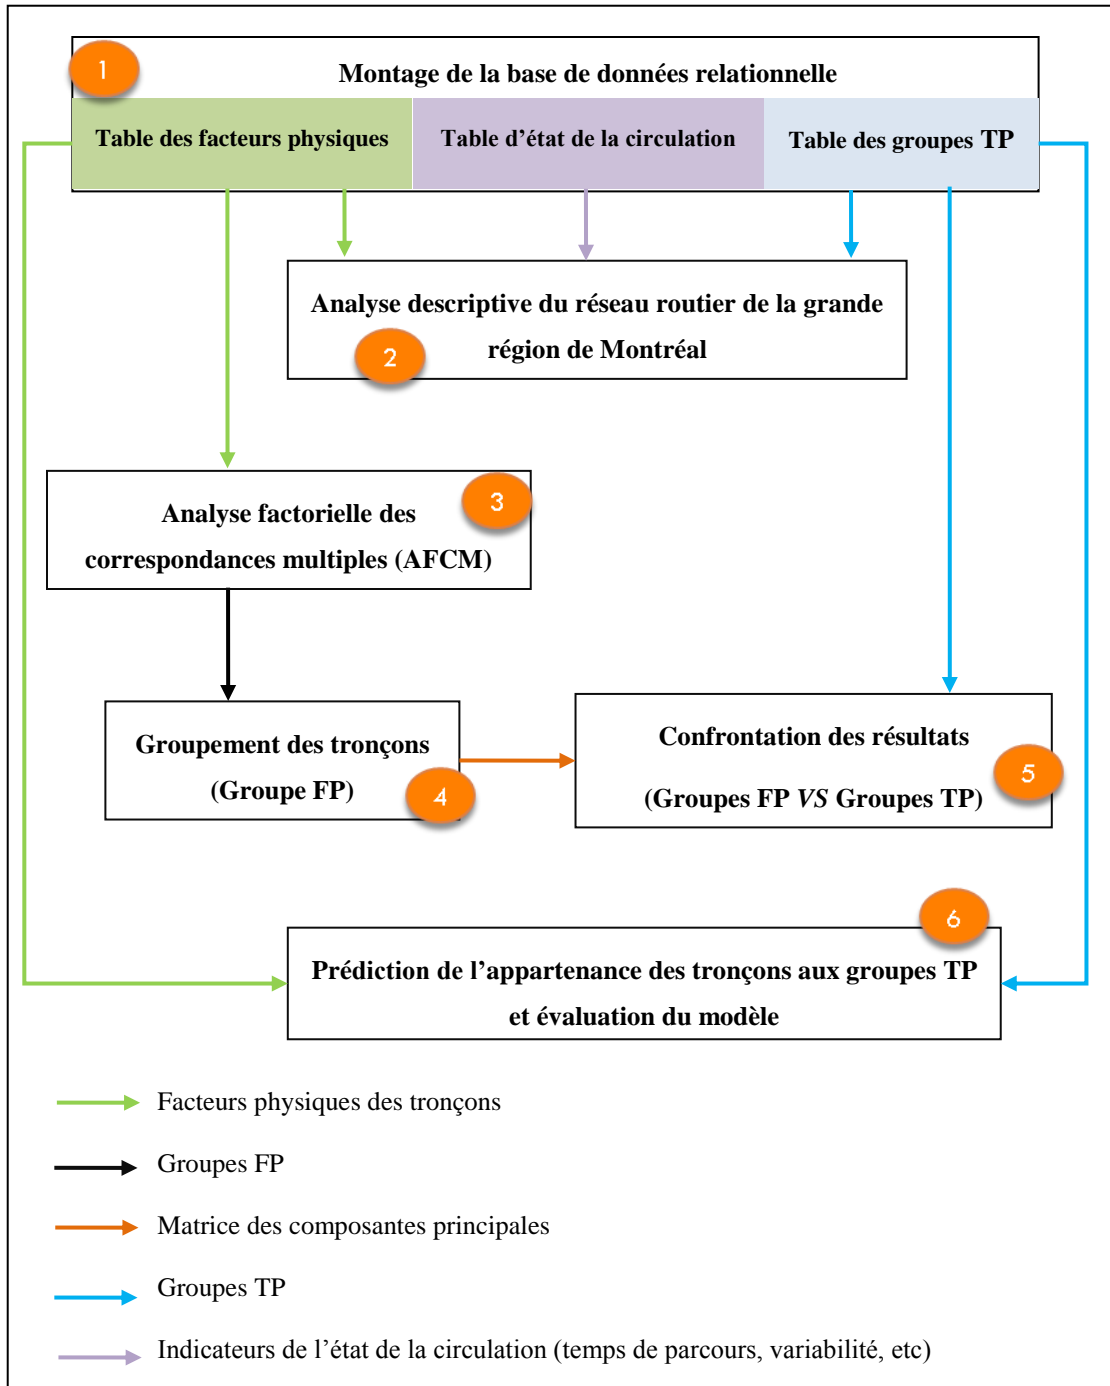 1
Montage de la base de données relationnelle
Table des facteurs physiques
Table d’état de la circulation
Table des groupes TP
Analyse descriptive du réseau routier de la grande
région de Montréal
2
3
Analyse factorielle des
correspondances multiples (AFCM)
Groupement des tronçons
(Groupe FP)
4
Confrontation des résultats
(Groupes FP VS Groupes TP)
5
6
Prédiction de l’appartenance des tronçons aux groupes TP
et évaluation du modèle
Facteurs physiques des tronçons
Groupes FP
Matrice des composantes principales
Groupes TP
Indicateurs de l’état de la circulation (temps de parcours, variabilité, etc)